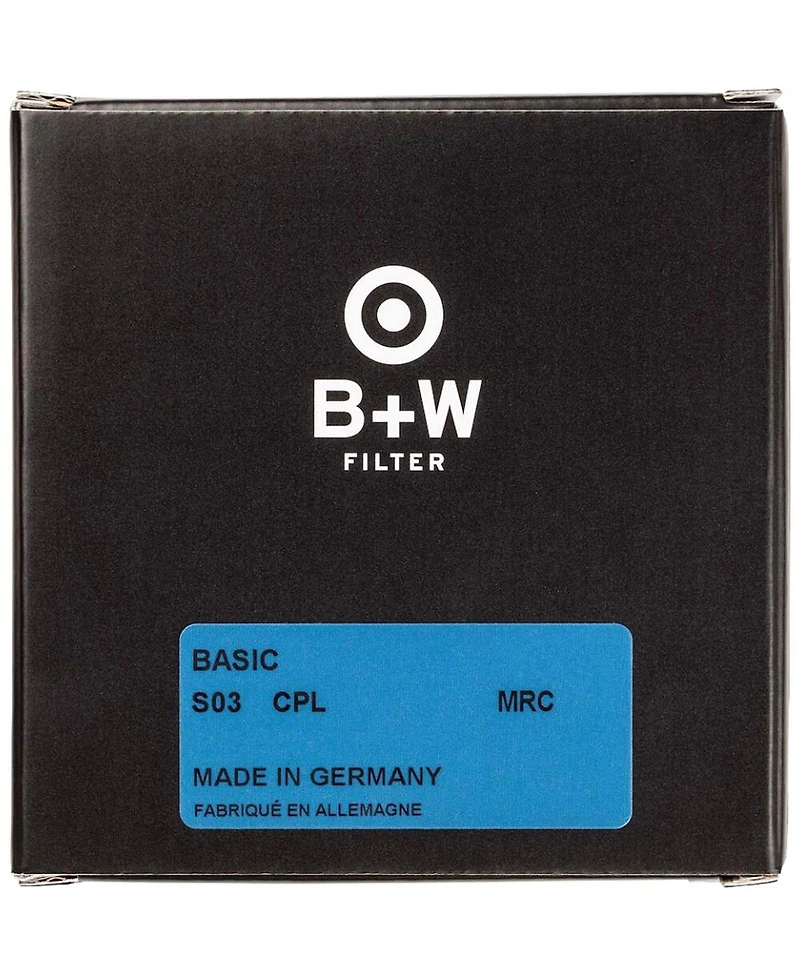 B+W
FILTER
BASIC
S03 CPL MRC
MADE IN GERMANY
FABRIQUÉ EN ALLEMAGNE